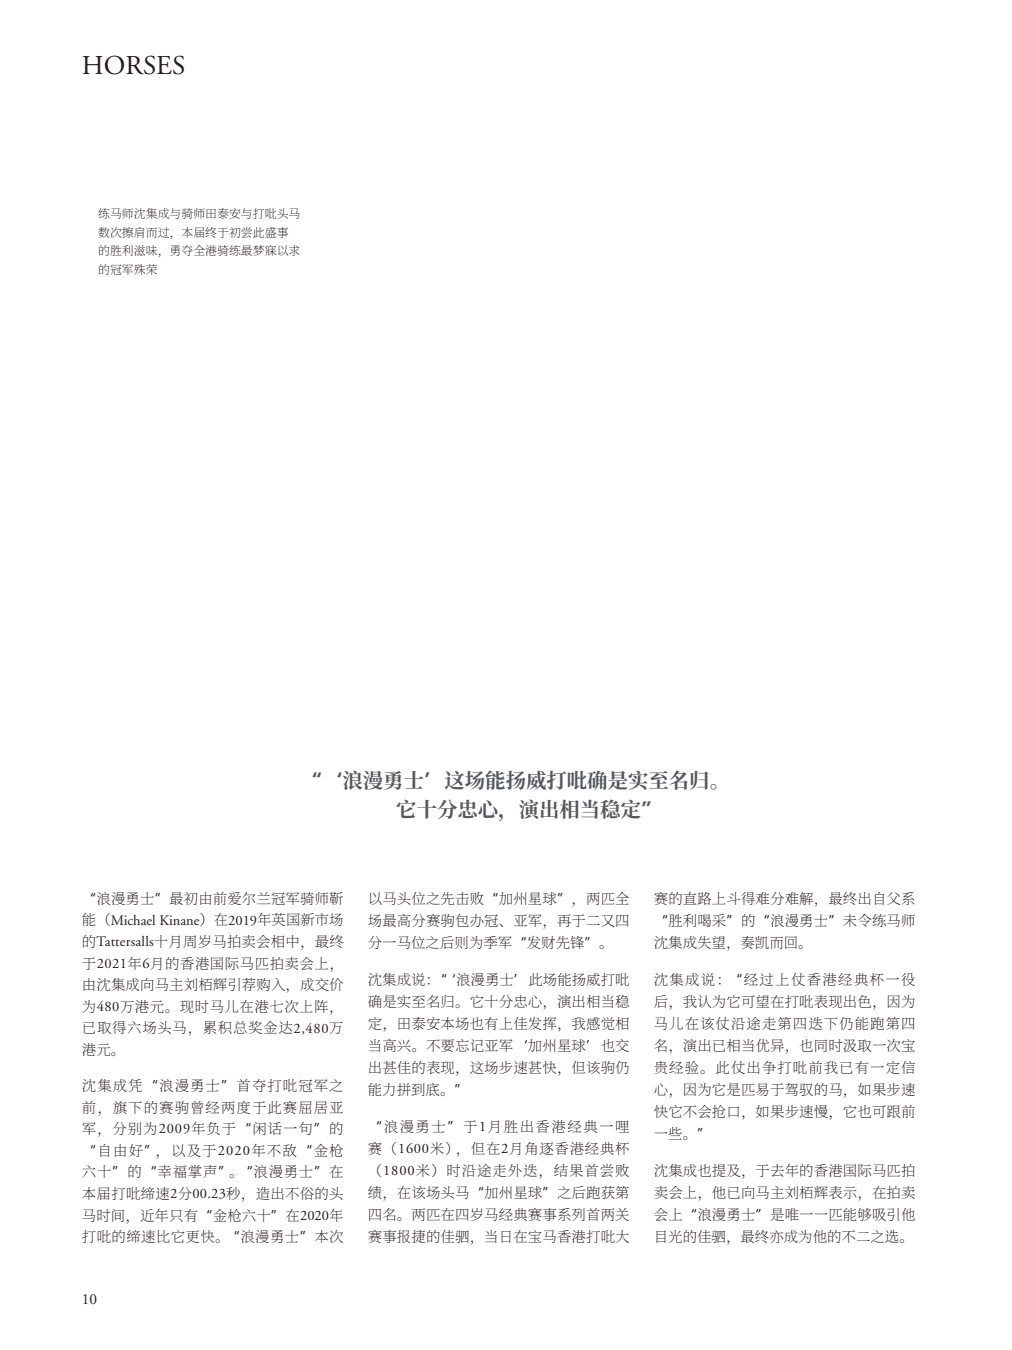 HORSES
练马师沈集成与骑师田泰安与打吡头马
数次擦肩而过，本届终于初尝此盛事
的胜利滋味，勇夺全港骑练最梦寐以求
的冠军殊荣
“‘浪漫勇士’这场能扬威打吡确是实至名归。
它十分忠心，演出相当稳定”
“浪漫勇士”最初由前爱尔兰冠军骑师靳
能（Michael Kinane）在2019年英国新市场
的Tattersalls十月周岁马拍卖会相中，最终
于2021年6月的香港国际马匹拍卖会上，
由沈集成向马主刘栢辉引荐购入，成交价
为480万港元。现时马儿在港七次上阵，
已取得六场头马，累积总奖金达2,480万
港元。
沈集成凭“浪漫勇士”首夺打吡冠军之
前，旗下的赛驹曾经两度于此赛屈居亚
军，分别为2009年负于“闲话一句”的
“自由好”，以及于2020年不敌“金枪
六十”的“幸福掌声”。“浪漫勇士”在
本届打吡缔速2分00.23秒，造出不俗的头
马时间，近年只有“金枪六十”在2020年
打吡的缔速比它更快。“浪漫勇士”本次
以马头位之先击败“加州星球”，两匹全
场最高分赛驹包办冠、亚军，再于二又四
分一马位之后则为季军“发财先锋”。
沈集成说：“‘浪漫勇士’此场能扬威打吡
确是实至名归。它十分忠心，演出相当稳
定，田泰安本场也有上佳发挥，我感觉相
当高兴。不要忘记亚军‘加州星球’也交
出甚佳的表现，这场步速甚快，但该驹仍
能力拼到底。”
“浪漫勇士”于1月胜出香港经典一哩
赛（1600米），但在2月角逐香港经典杯
（1800米）时沿途走外迭，结果首尝败
绩，在该场头马“加州星球”之后跑获第
四名。两匹在四岁马经典赛事系列首两关
赛事报捷的佳驷，当日在宝马香港打吡大
赛的直路上斗得难分难解，最终出自父系
“胜利喝采”的“浪漫勇士”未令练马师
沈集成失望，奏凯而回。
沈集成说：“经过上仗香港经典杯一役
后，我认为它可望在打吡表现出色，因为
马儿在该仗沿途走第四迭下仍能跑第四
名，演出已相当优异，也同时汲取一次宝
贵经验。此仗出争打吡前我已有一定信
心，因为它是匹易于驾驭的马，如果步速
快它不会抢口，如果步速慢，它也可跟前
一些。”
沈集成也提及，于去年的香港国际马匹拍
卖会上，他已向马主刘栢辉表示，在拍卖
会上“浪漫勇士”是唯一一匹能够吸引他
目光的佳驷，最终亦成为他的不二之选。
10